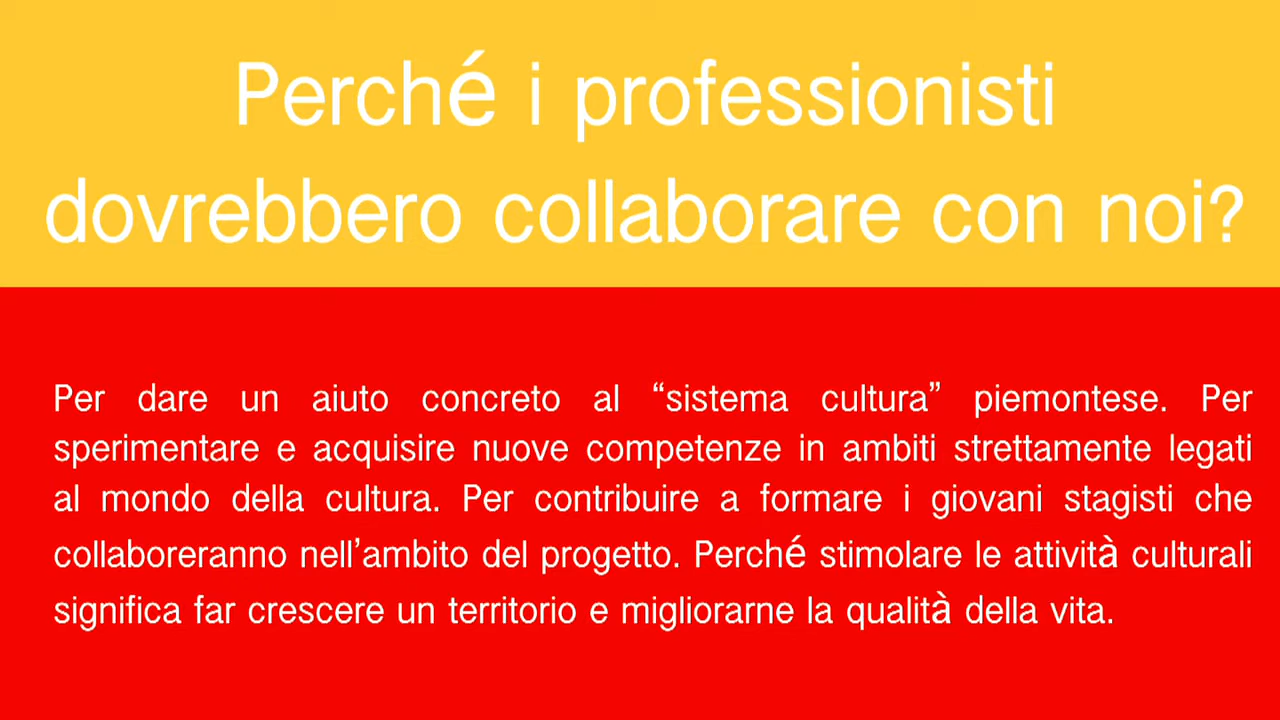 Perché i professionisti
dovrebbero collaborare con noi?
Per dare un aiuto concreto al “sistema cultura” piemontese. Per
sperimentare e acquisire nuove competenze in ambiti strettamente legati
al mondo della cultura. Per contribuire a formare i giovani stagisti che
collaboreranno nell’ambito del progetto. Perché stimolare le attività culturali
significa far crescere un territorio e migliorarne la qualità della vita.